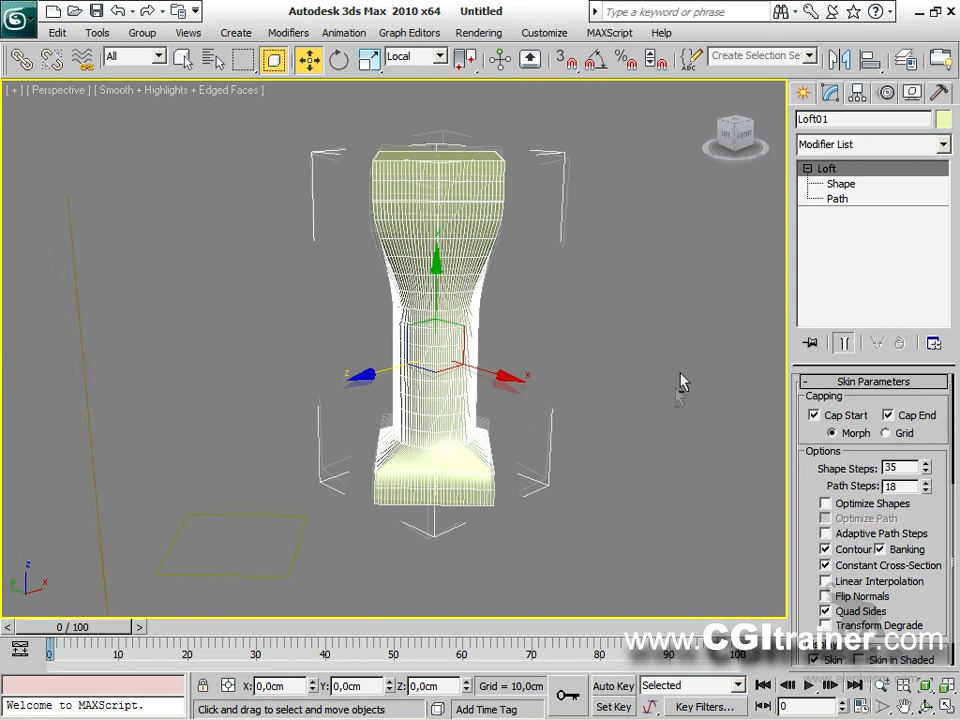 Autodesk 3ds Max 2010 x64 Untitled
Type a keyword or phrase
Edit Tools Group Views Create Modifiers Animation Graph Editors Rendering Customize MAXScript Help
All
Local
Create Selection Se
[ + ] [ Perspective ] [ Smooth + Highlights + Edged Faces ]
Loft01
Modifier List
Loft
Shape
Path
Skin Parameters
Capping
Cap Start Cap End
Morph Grid
Options
Shape Steps: 35
Path Steps: 18
Optimize Shapes
Optimize Path
Adaptive Path Steps
Contour Banking
Constant Cross-Section
Linear Interpolation
Flip Normals
Quad Sides
Transform Degrade
Skin Skin in Shaded
y
z x
z
x
LEFT FRONT
www.CGItrainer.com
< 0 / 100 >
0 10 20 30 40 50 60 70 80 90 100
X: 0,0cm Y: 0,0cm Z: 0,0cm Grid = 10,0cm
Auto Key Selected
Welcome to MAXScript.
Click and drag to select and move objects
Add Time Tag
Set Key Key Filters... 0